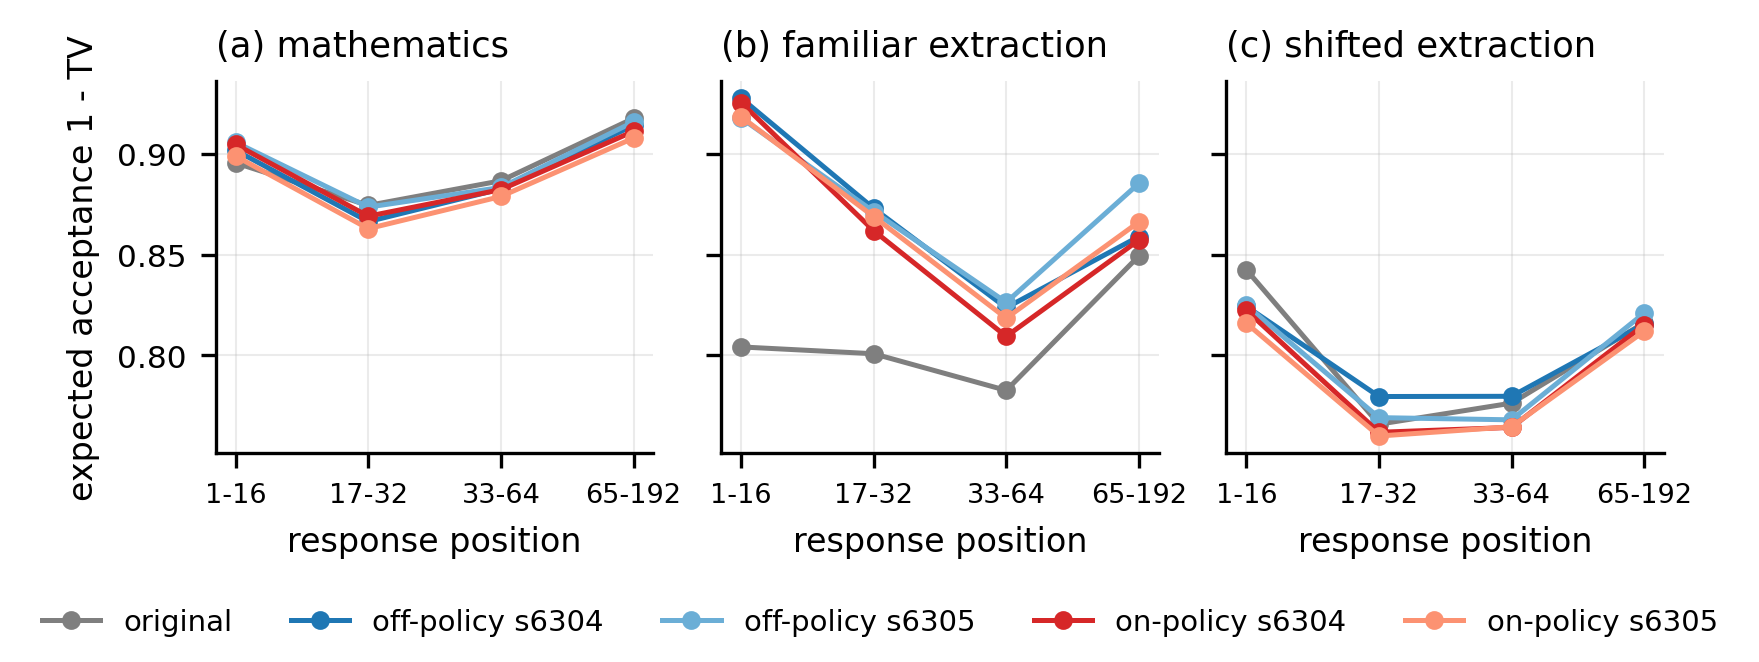 (a) mathematics
(b) familiar extraction
(c) shifted extraction
expected acceptance 1 - TV
0.90
0.85
0.80
1-16 17-32 33-64 65-192
1-16 17-32 33-64 65-192
1-16 17-32 33-64 65-192
response position
response position
response position
original
off-policy s6304
off-policy s6305
on-policy s6304
on-policy s6305